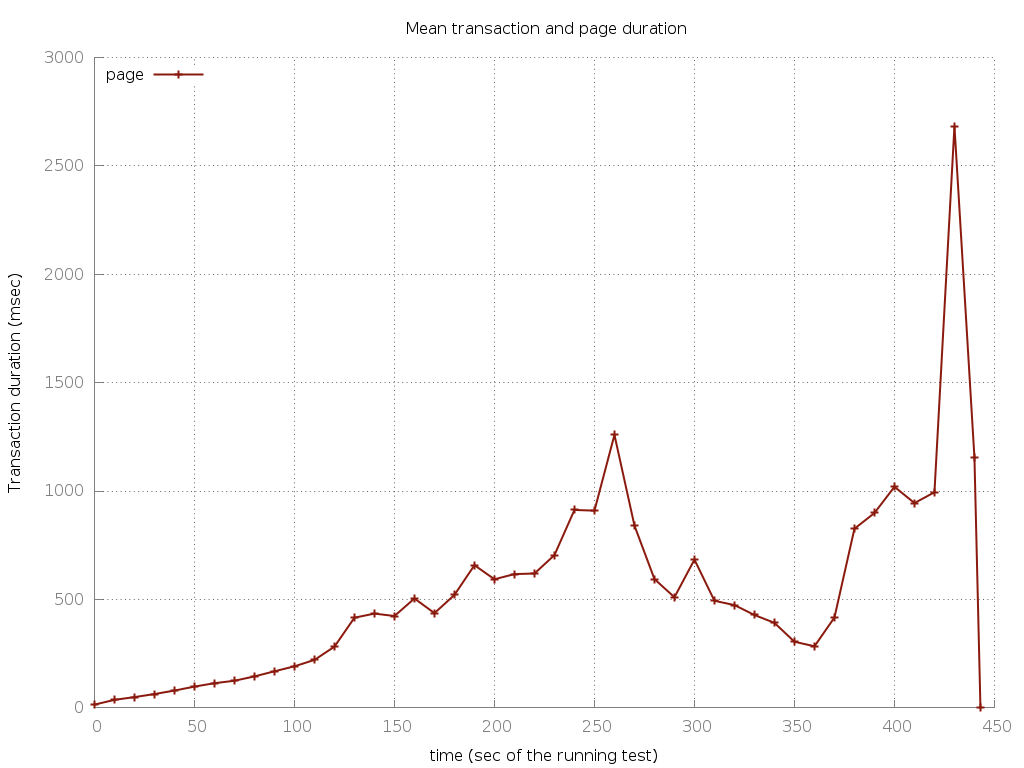 Mean transaction and page duration
page
3000
2500
2000
1500
1000
500
0
Transaction duration (msec)
0 50 100 150 200 250 300 350 400 450
time (sec of the running test)